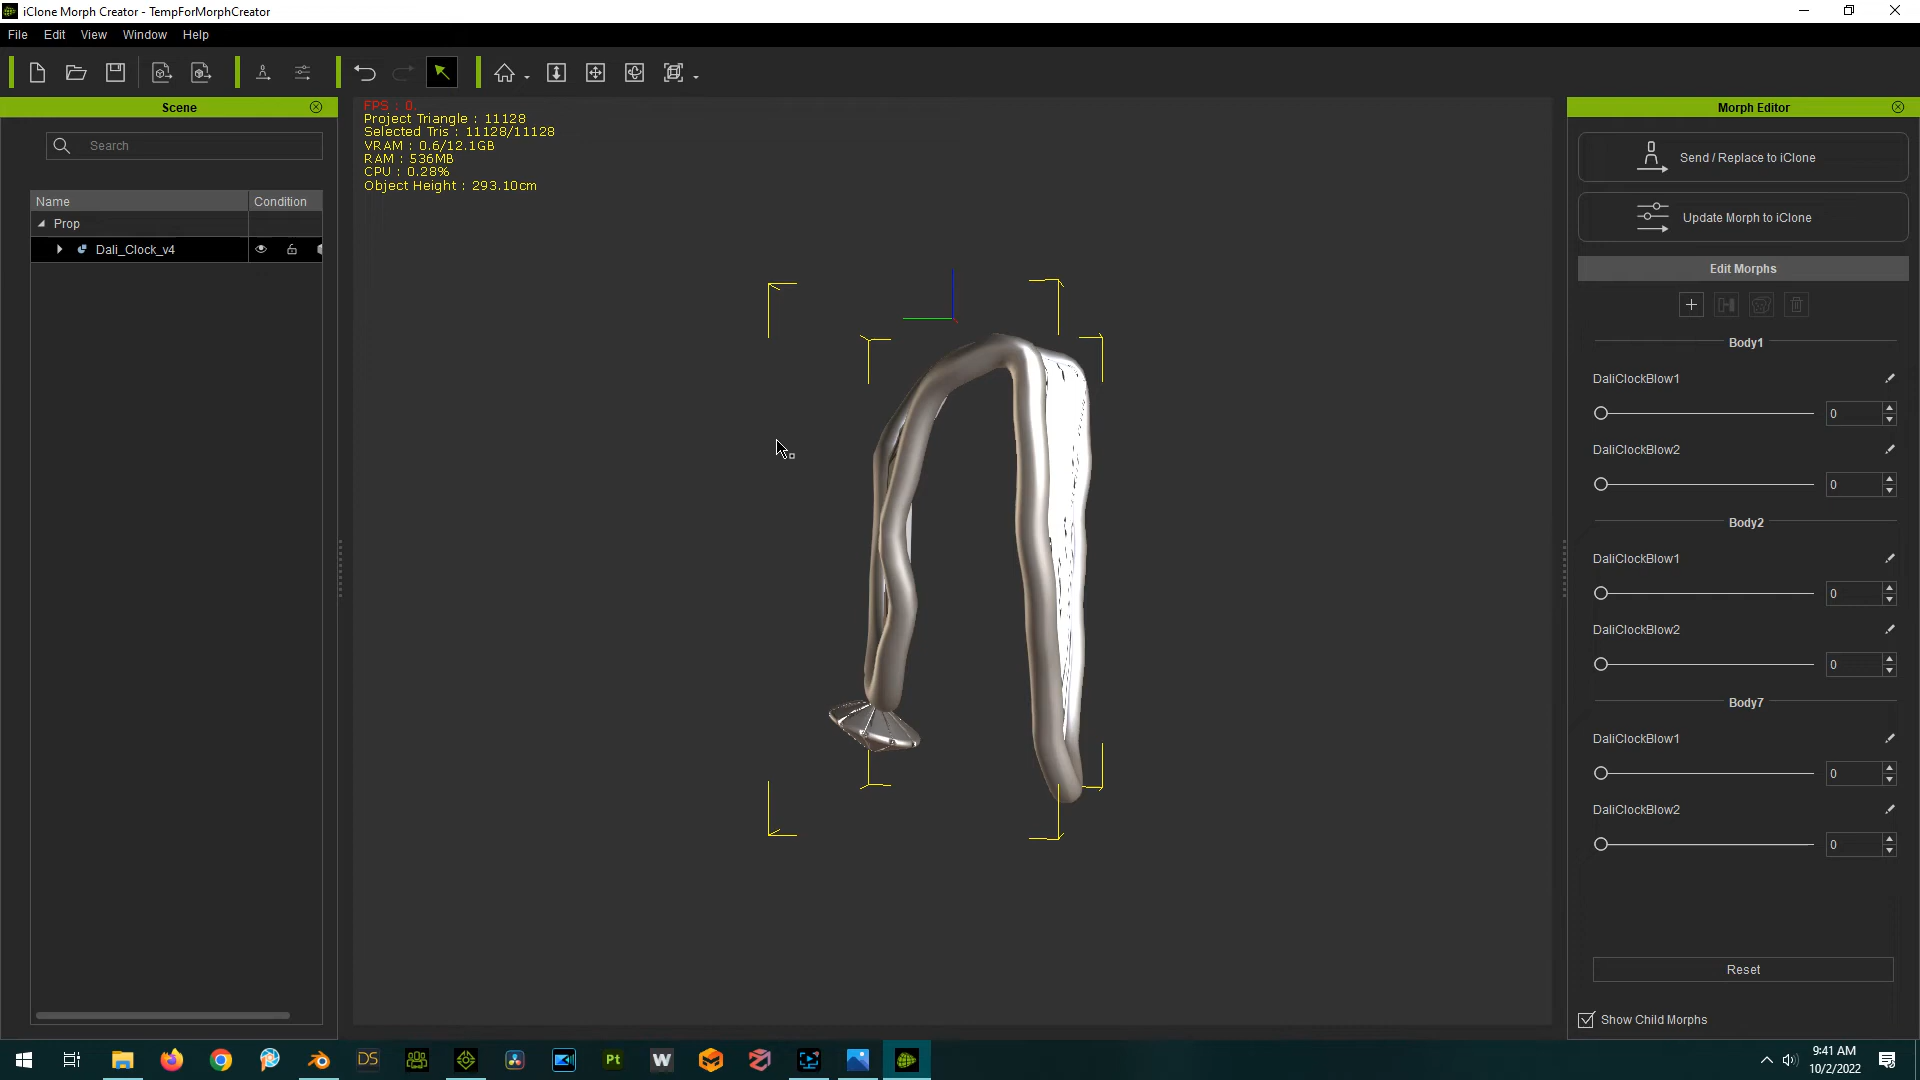 iClone Morph Creator - TempForMorphCreator
File Edit View Window Help
Scene
Search
Name Condition
Prop
Dali_Clock_v4
FPS : 0.
Project Triangle : 11128
Selected Tris : 11128/11128
VRAM : 0.6/12.1GB
RAM : 536MB
CPU : 0.28%
Object Height : 293.10cm
Morph Editor
Send / Replace to iClone
Update Morph to iClone
Edit Morphs
Body1
DaliClockBlow1
0
DaliClockBlow2
0
Body2
DaliClockBlow1
0
DaliClockBlow2
0
Body7
DaliClockBlow1
0
DaliClockBlow2
0
Reset
Show Child Morphs
DS
Pt
W
9:41 AM
10/2/2022